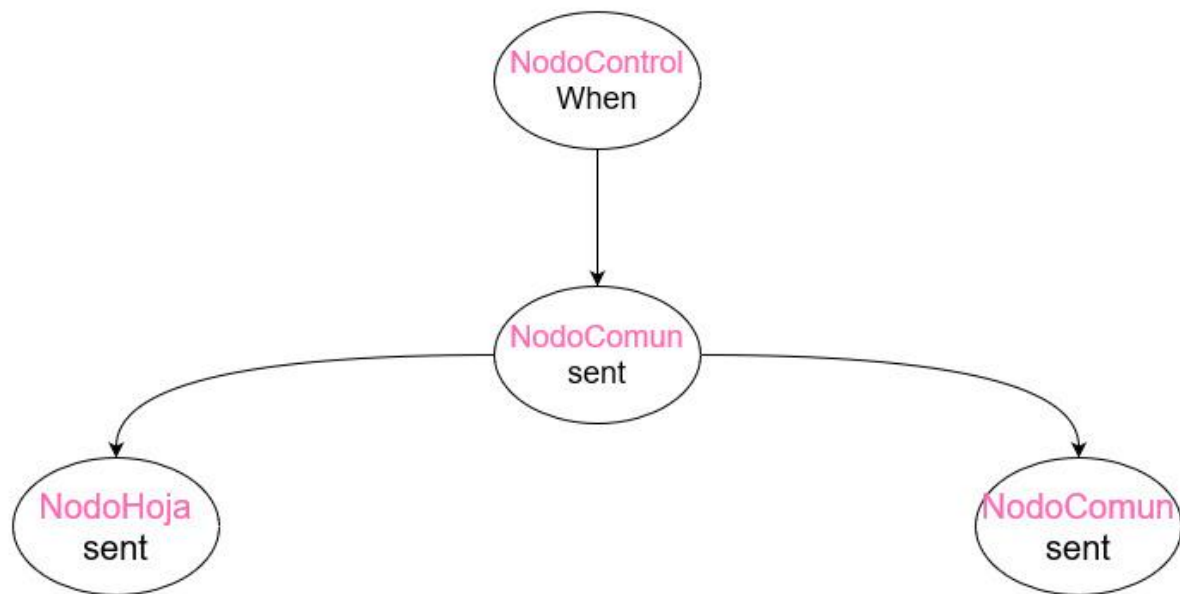 NodoControl
When
NodoComun
sent
NodoHoja
sent
NodoComun
sent